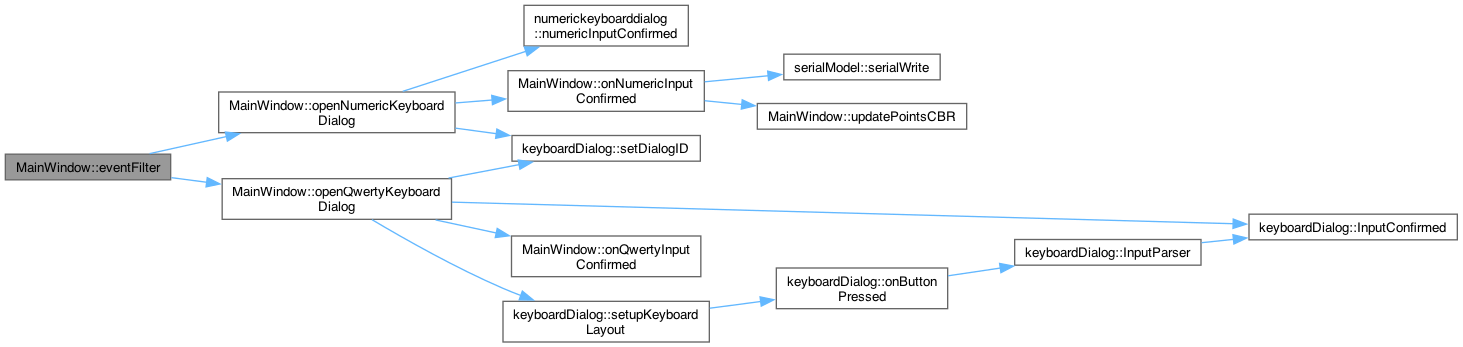 MainWindow::eventFilter
MainWindow::openNumericKeyboard
Dialog
MainWindow::openQwertyKeyboard
Dialog
numerickeyboarddialog
::numericInputConfirmed
MainWindow::onNumericInput
Confirmed
keyboardDialog::setDialogID
MainWindow::onQwertyInput
Confirmed
keyboardDialog::setupKeyboard
Layout
serialModel::serialWrite
MainWindow::updatePointsCBR
keyboardDialog::onButton
Pressed
keyboardDialog::InputParser
keyboardDialog::InputConfirmed